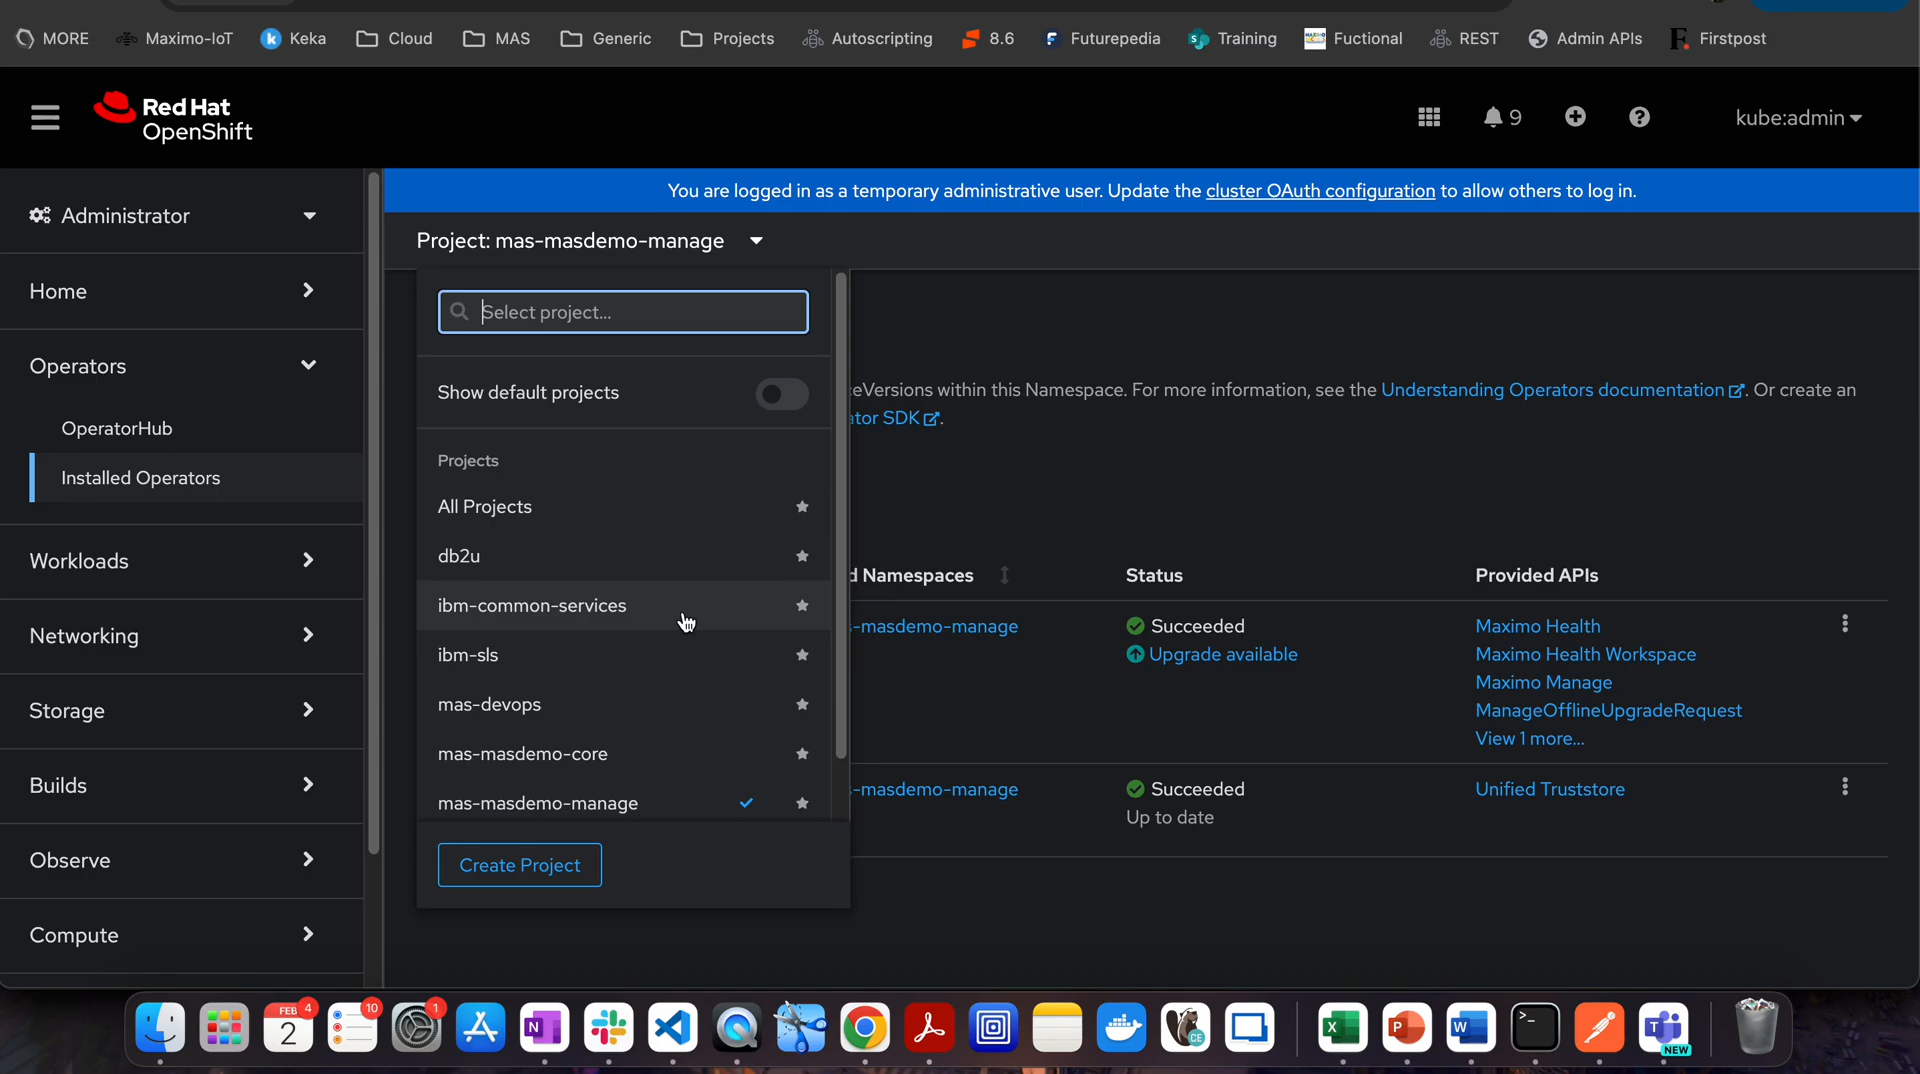 MORE Maximo-IoT Keka Cloud MAS Generic Projects Autoscripting 8.6 Futurepedia Training Fuctional REST Admin APIs Firstpost
Red Hat
OpenShift
9
kube:admin
You are logged in as a temporary administrative user. Update the cluster OAuth configuration to allow others to log in.
Administrator
Project: mas-masdemo-manage
Home
Select project...
Operators
Show default projects
eVersions within this Namespace. For more information, see the Understanding Operators documentation. Or create an
ator SDK.
OperatorHub
Projects
Installed Operators
All Projects
db2u
Workloads
d Namespaces Status Provided APIs
ibm-common-services
-masdemo-manage Succeeded Maximo Health
Networking
ibm-sls
Upgrade available Maximo Health Workspace
Maximo Manage
mas-devops
Storage
ManageOfflineUpgradeRequest
View 1 more...
mas-masdemo-core
Builds
mas-masdemo-manage
-masdemo-manage Succeeded Unified Truststore
Up to date
Observe
Create Project
Compute
FEB 4 10 1
2
N X P W >_ T
CE
NEW